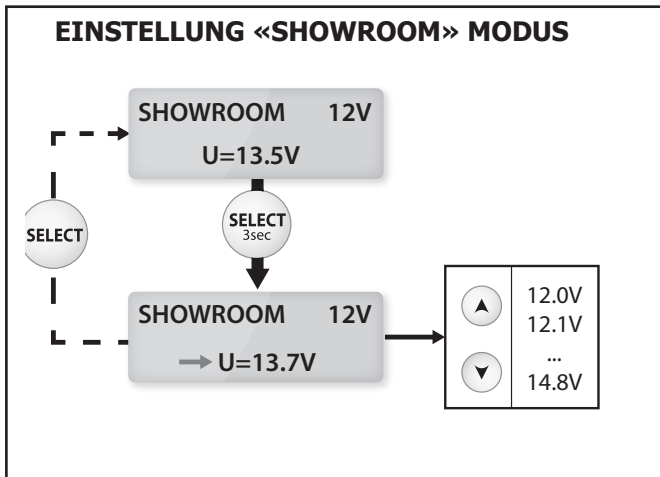 EINSTELLUNG «SHOWROOM» MODUS
SHOWROOM 12V
U=13.5V
SELECT
SELECT
3sec
SHOWROOM 12V
U=13.7V
12.0V
12.1V
...
14.8V